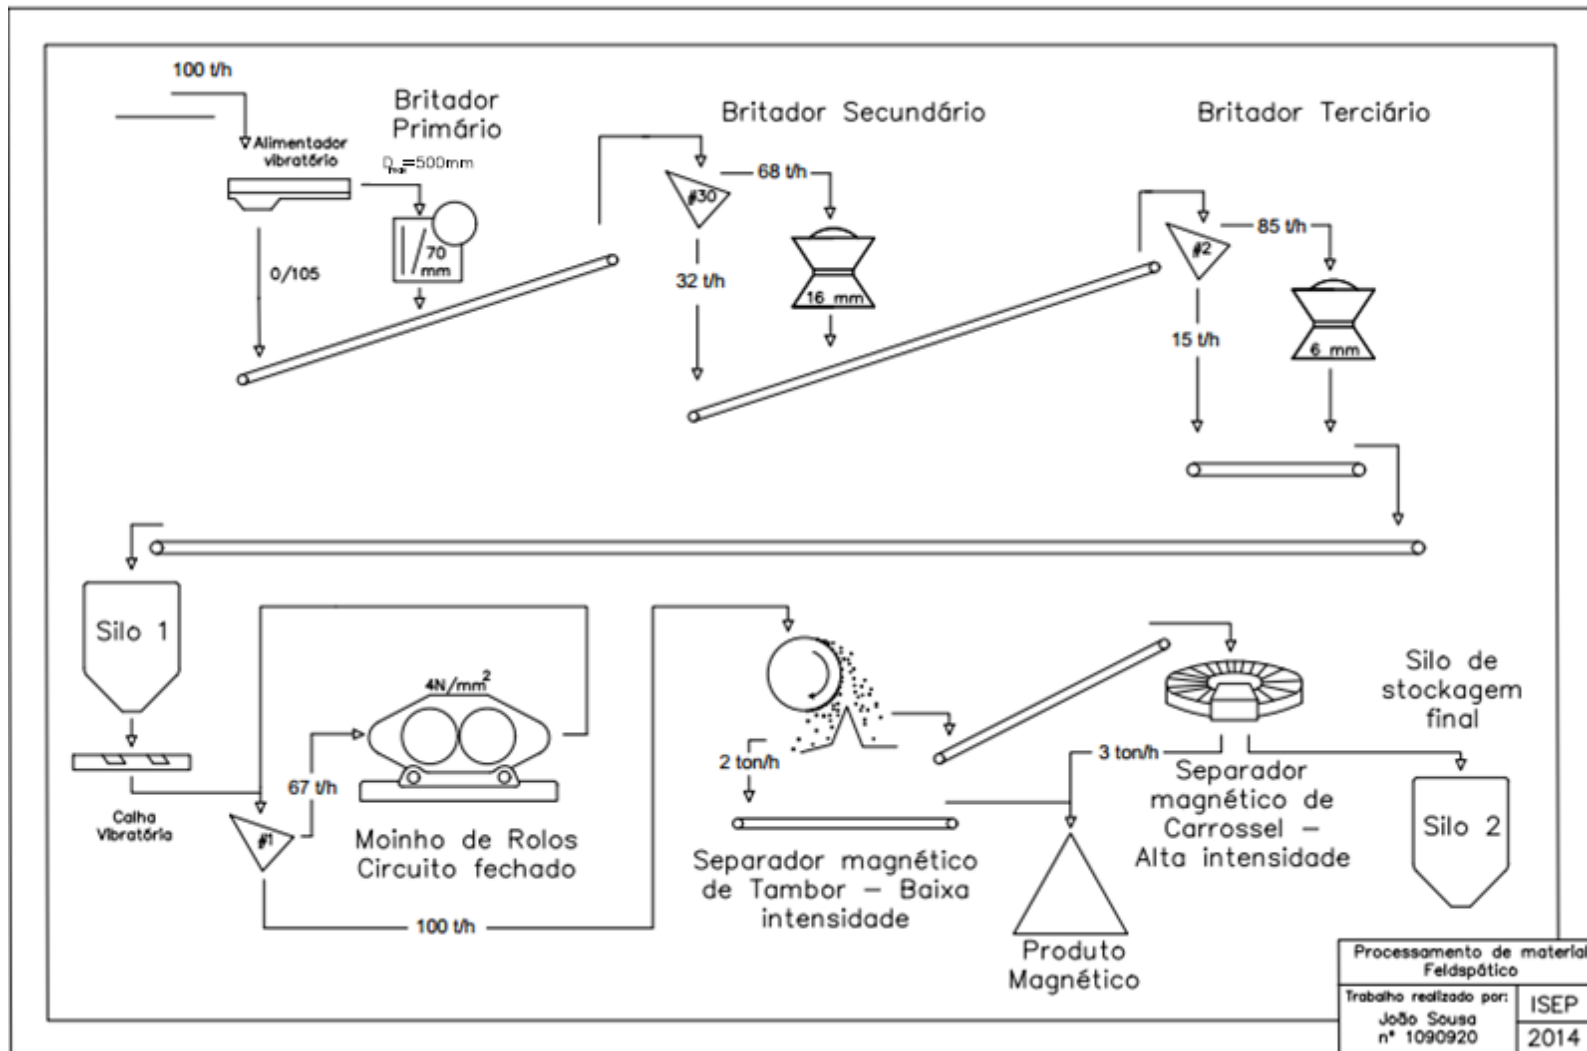 100 t/h
Britador
Primário
Britador Secundário
Britador Terciário
Alimentador
vibratório
=500mm
#30
68 t/h
85 t/h
#2
70
mm
0/105
32 t/h
16 mm
15 t/h
6 mm
Silo 1
4N/mm²
Silo de
stockagem
final
2 ton/h
3 ton/h
67 t/h
Calha
Vibratória
#1
Moinho de Rolos
Circuito fechado
Separador magnético
de Tambor – Baixa
intensidade
Separador
magnético de
Carrossel –
Alta intensidade
Silo 2
100 t/h
Produto
Magnético
Processamento de material
Feldspático
Trabalho realizado por:
João Sousa
nº 1090920
ISEP
2014